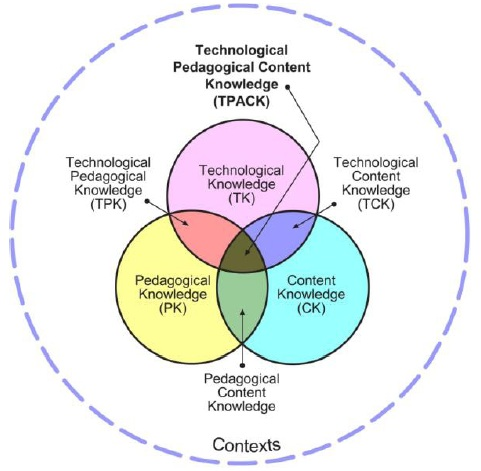 Technological
Pedagogical Content
Knowledge
(TPACK)
Technological
Pedagogical
Knowledge
(TPK)
Technological
Knowledge
(TK)
Technological
Content
Knowledge
(TCK)
Pedagogical
Knowledge
(PK)
Content
Knowledge
(CK)
Pedagogical
Content
Knowledge
Contexts